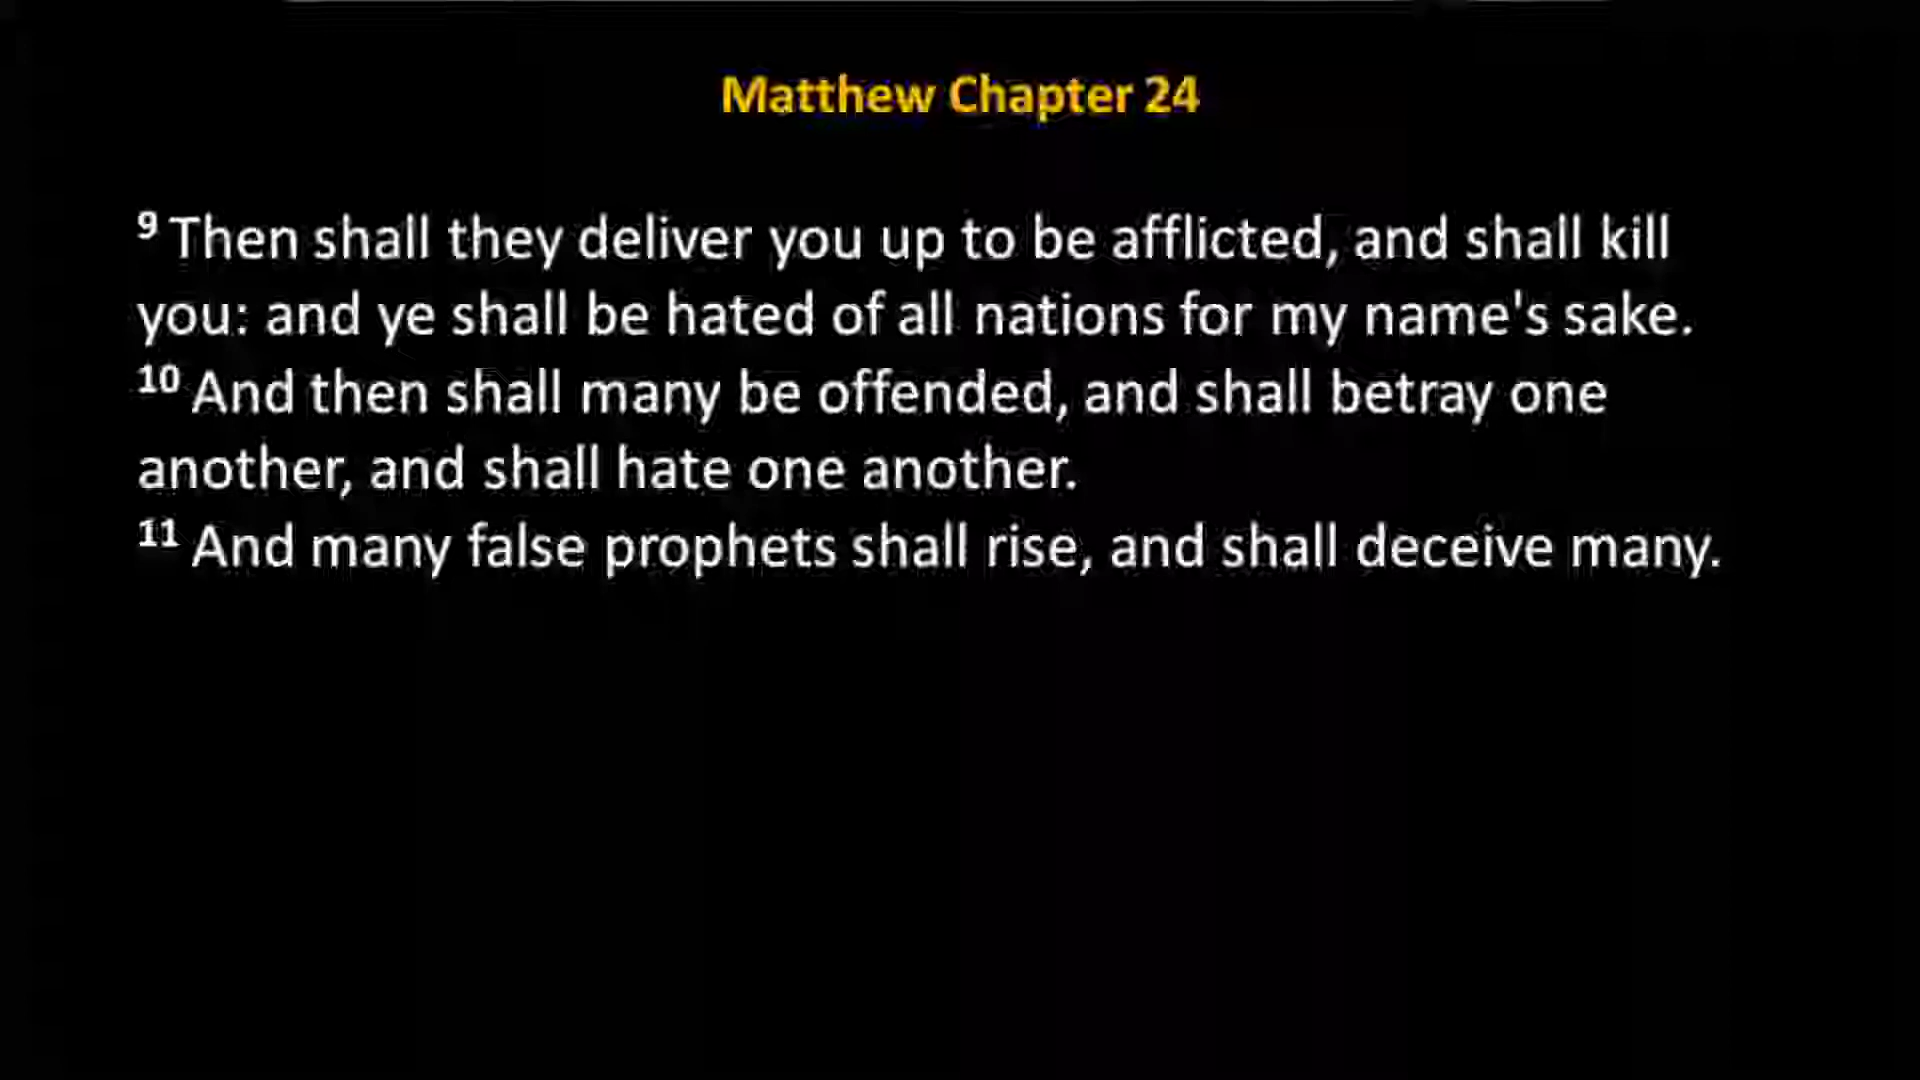 Matthew Chapter 24
9 Then shall they deliver you up to be afflicted, and shall kill
you: and ye shall be hated of all nations for my name's sake.
10 And then shall many be offended, and shall betray one
another, and shall hate one another.
11 And many false prophets shall rise, and shall deceive many.